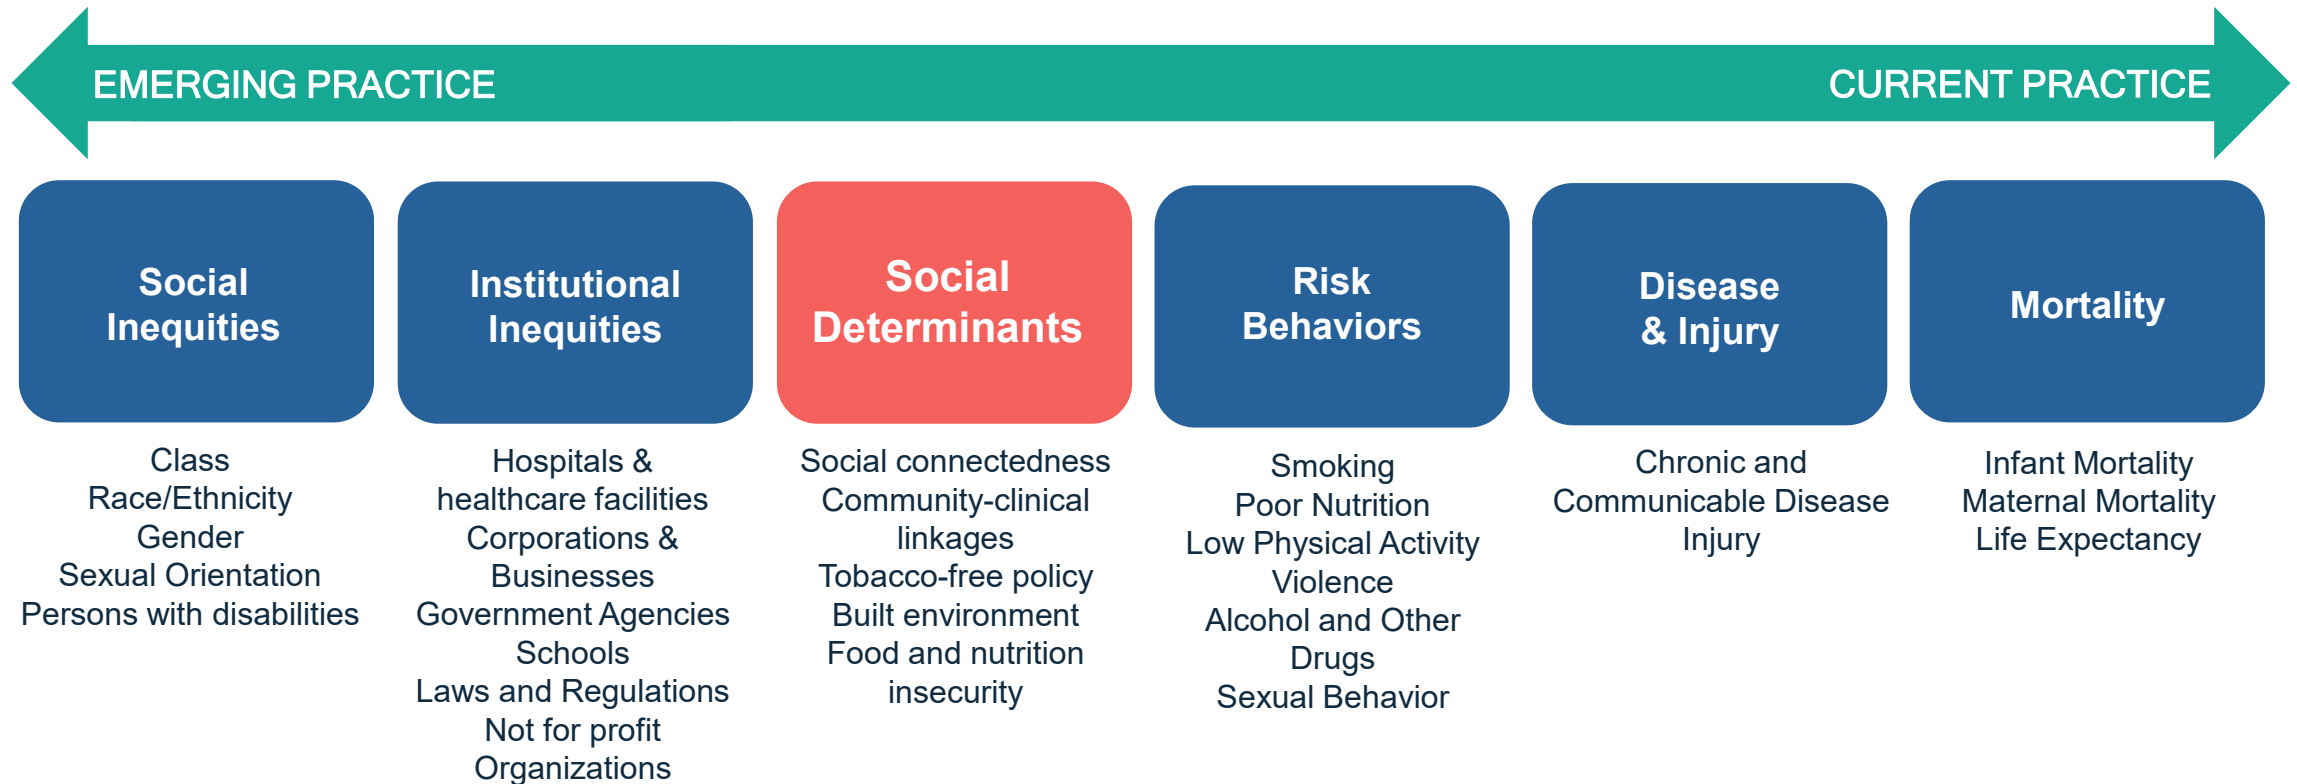 EMERGING PRACTICE
CURRENT PRACTICE
Social
Inequities
Class
Race/Ethnicity
Gender
Sexual Orientation
Persons with disabilities
Institutional
Inequities
Hospitals &
healthcare facilities
Corporations &
Businesses
Government Agencies
Schools
Laws and Regulations
Not for profit
Organizations
Social
Determinants
Social connectedness
Community-clinical
linkages
Tobacco-free policy
Built environment
Food and nutrition
insecurity
Risk
Behaviors
Smoking
Poor Nutrition
Low Physical Activity
Violence
Alcohol and Other
Drugs
Sexual Behavior
Disease
& Injury
Chronic and
Communicable Disease
Injury
Mortality
Infant Mortality
Maternal Mortality
Life Expectancy